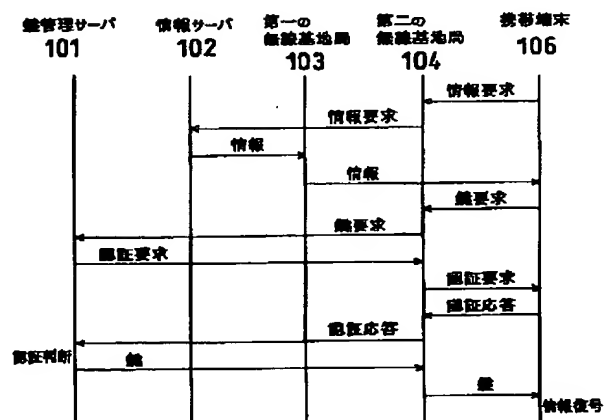 鍵管理サーバ
101
情報サーバ
102
第一の
無線基地局
103
第二の
無線基地局
104
携帯端末
106
情報要求
情報要求
情報
情報
鍵要求
鍵要求
認証要求
認証要求
認証応答
認証応答
認証判断
鍵
鍵
情報復号